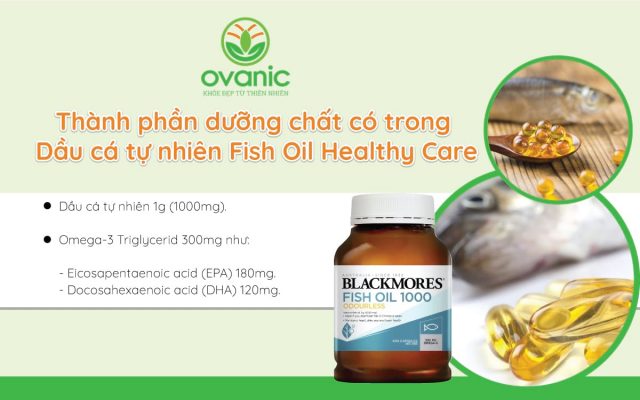 ovanic
KHỎE ĐẸP TỪ THIÊN NHIÊN
Thành phần dưỡng chất có trong
Dầu cá tự nhiên Fish Oil Healthy Care
Dầu cá tự nhiên 1g (1000mg).
Omega-3 Triglycerid 300mg như:
- Eicosapentaenoic acid (EPA) 180mg.
- Docosahexaenoic acid (DHA) 120mg.
BLACKMORES
FISH OIL 1000
ODOURLESS